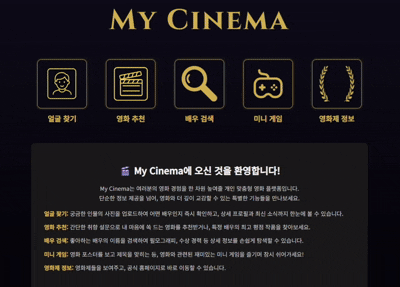 MY CINEMA
얼굴 찾기
영화 추천
배우 검색
미니 게임
영화제 정보
My Cinema에 오신 것을 환영합니다!
My Cinema는 여러분의 영화 경험을 한 차원 높여줄 개인 맞춤형 영화 플랫폼입니다.
단순한 정보 제공을 넘어, 영화와 더 깊이 교감할 수 있는 특별한 기능들을 만나보세요.
얼굴 찾기: 궁금한 인물의 사진을 업로드하여 어떤 배우인지 즉시 확인하고, 상세 프로필과 최신 소식까지 한눈에 볼 수 있습니다.
영화 추천: 간단한 취향 설문으로 내 마음에 쏙 드는 영화를 추천받거나, 특정 배우의 최고 평점 작품을 찾아보세요.
배우 검색: 좋아하는 배우의 이름을 검색하여 필모그래피, 수상 경력 등 상세 정보를 손쉽게 탐색할 수 있습니다.
미니 게임: 영화 포스터를 보고 제목을 맞히는 등, 영화와 관련된 재미있는 미니 게임을 즐기며 잠시 쉬어가세요!
영화제 정보: 영화제들을 보여주고, 공식 홈페이지로 바로 이동할 수 있습니다.